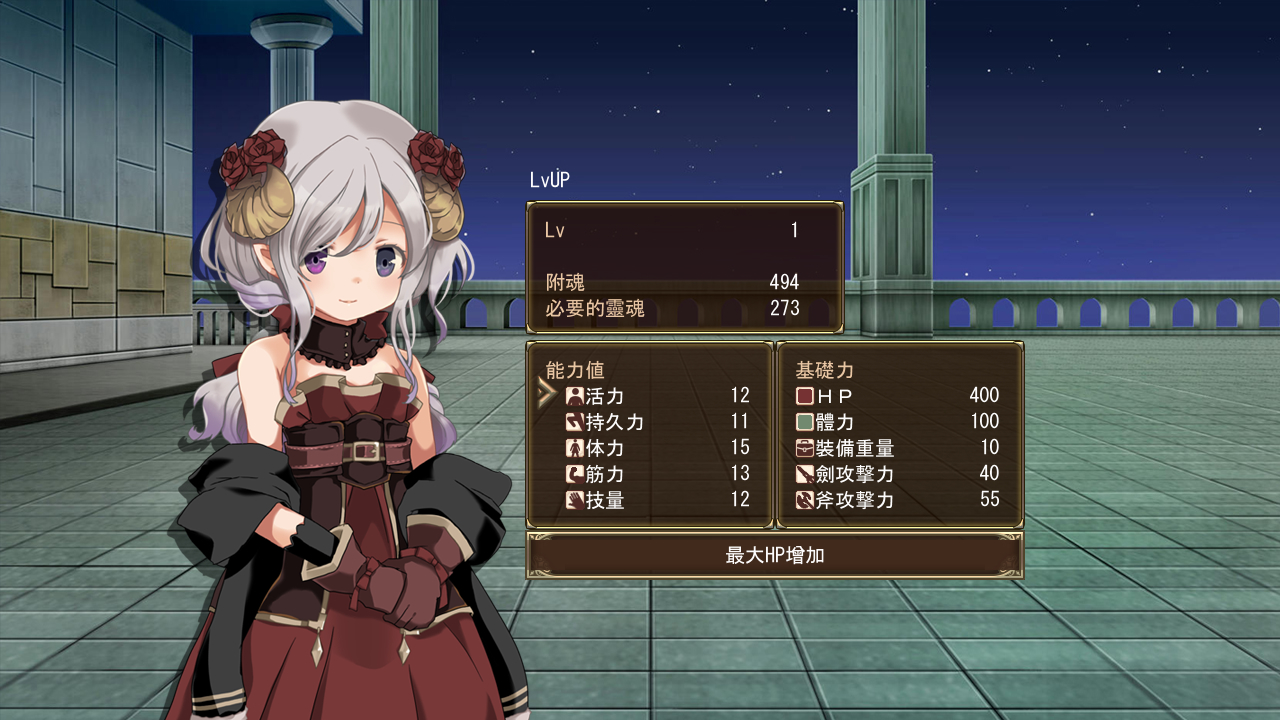 LvUP
Lv 1
附魂 494
必要的靈魂 273
能力値
活力 12
持久力 11
体力 15
筋力 13
技量 12
基礎力
ＨＰ 400
體力 100
裝備重量 10
劍攻擊力 40
斧攻擊力 55
最大HP增加